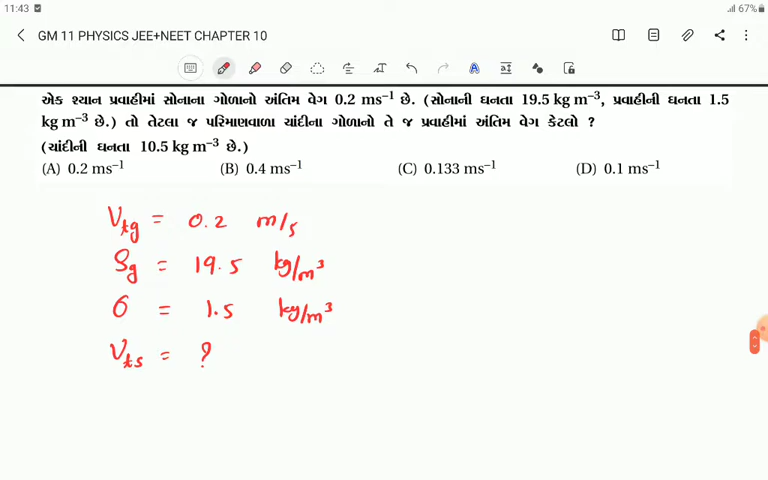 11:43 67%
GM 11 PHYSICS JEE+NEET CHAPTER 10
એક શ્યાન પ્રવાહીમાં સોનાના ગોળાનો અંતિમ વેગ 0.2 ms⁻¹ છે. (સોનાની ઘનતા 19.5 kg m⁻³, પ્રવાહીની ઘનતા 1.5
kg m⁻³ છે.) તો તેટલા જ પરિમાણવાળા ચાંદીના ગોળાનો તે જ પ્રવાહીમાં અંતિમ વેગ કેટલો ?
(ચાંદીની ઘનતા 10.5 kg m⁻³ છે.)
(A) 0.2 ms⁻¹ (B) 0.4 ms⁻¹ (C) 0.133 ms⁻¹ (D) 0.1 ms⁻¹
V_tg = 0.2 m/s
ρ_g = 19.5 kg/m³
σ = 1.5 kg/m³
V_ts = ?